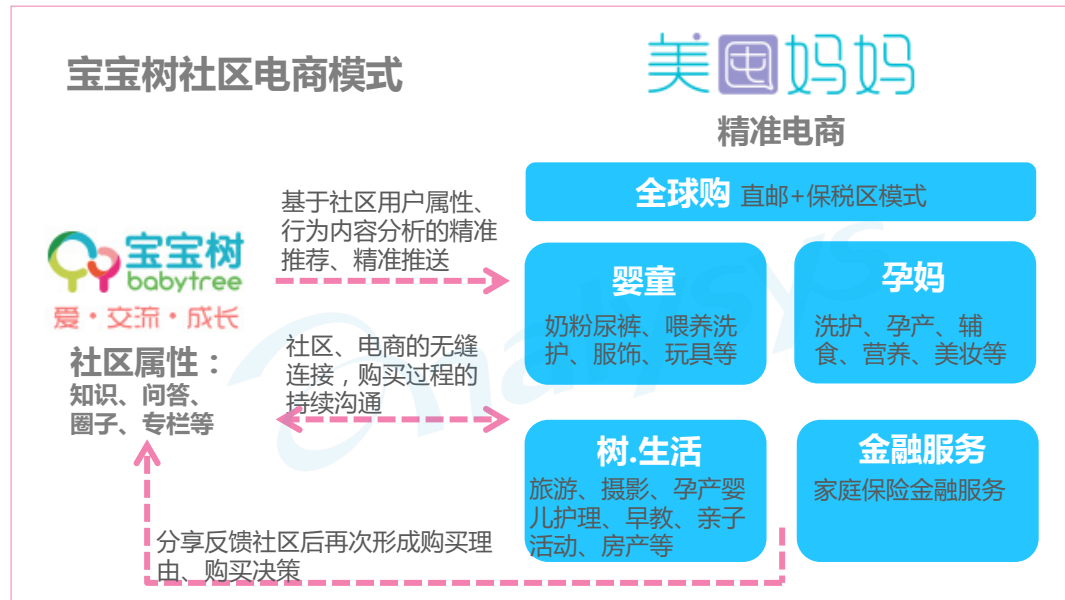 宝宝树社区电商模式
美囤妈妈
精准电商
全球购 直邮+保税区模式
基于社区用户属性、
行为内容分析的精准
推荐、精准推送
宝宝树
babytree
爱·交流·成长
社区属性：
知识、问答、
圈子、专栏等
社区、电商的无缝
连接，购买过程的
持续沟通
婴童
奶粉尿裤、喂养洗
护、服饰、玩具等
孕妈
洗护、孕产、辅
食、营养、美妆等
树.生活
旅游、摄影、孕产婴
儿护理、早教、亲子
活动、房产等
金融服务
家庭保险金融服务
分享反馈社区后再次形成购买理
由、购买决策
analysys